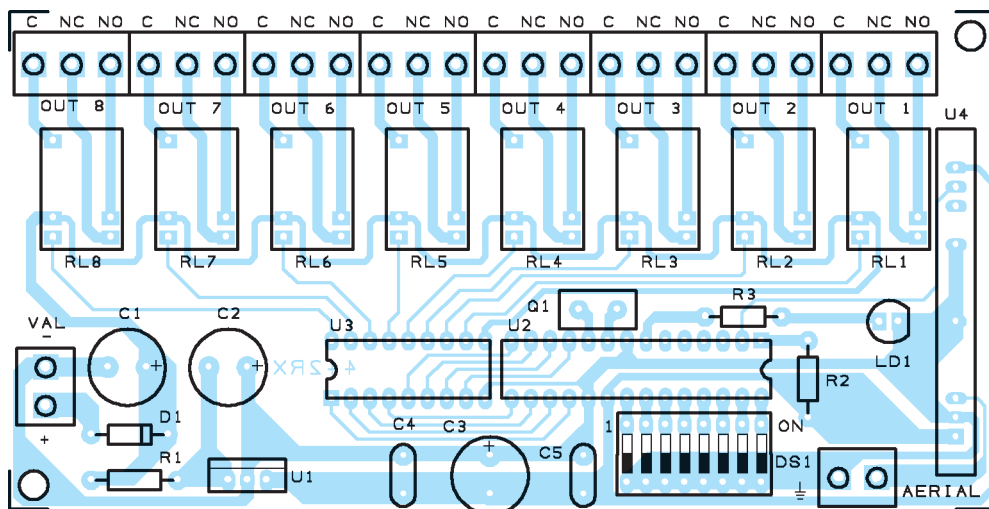 C NC NO C NC NO C NC NO C NC NO C NC NO C NC NO C NC NO C NC NO
OUT 8 OUT 7 OUT 6 OUT 5 OUT 4 OUT 3 OUT 2 OUT 1
U4
RL8 RL7 RL6 RL5 RL4 RL3 RL2 RL1
Q1 R3
VAL C1 C2 U3 U2
-
+ + LD1
4-2RX
R2
+
D1 C4 C3 C5 1 ON
+
R1 U1 DS1
AERIAL